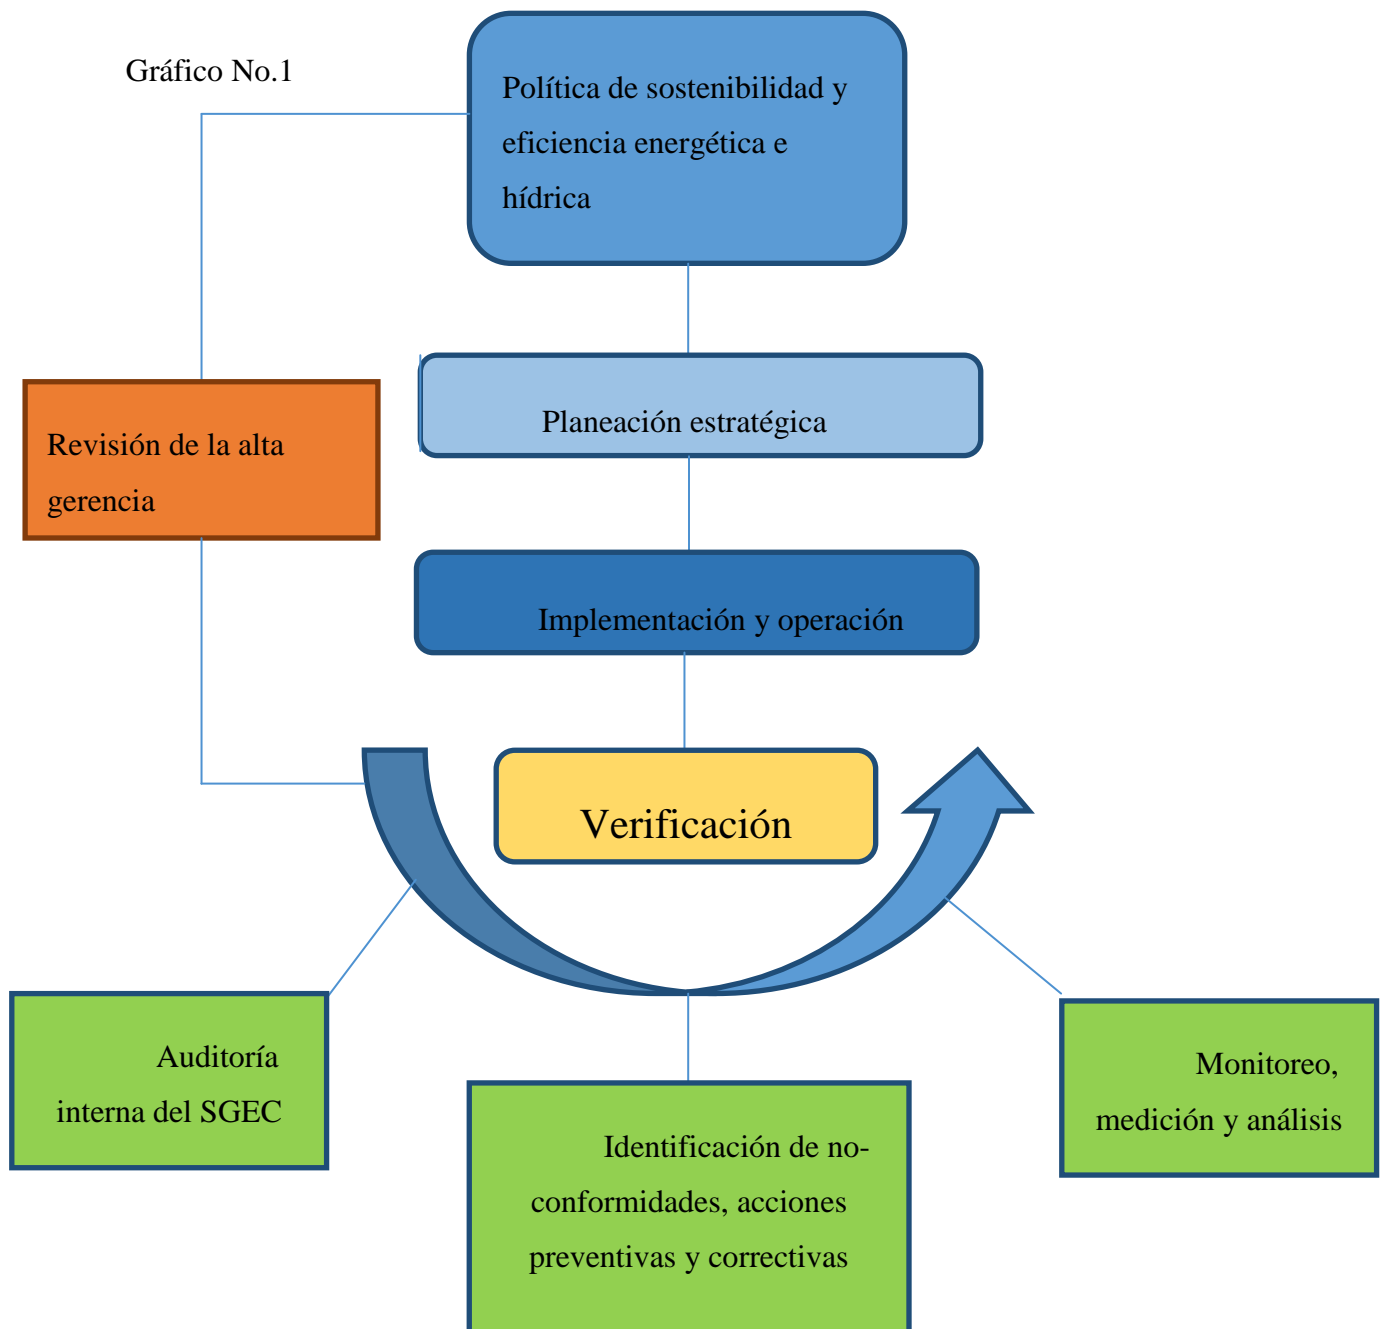 Gráfico No.1
Política de sostenibilidad y
eficiencia energética e
hídrica
Planeación estratégica
Revisión de la alta
gerencia
Implementación y operación
Verificación
Auditoría
interna del SGEC
Identificación de no-
conformidades, acciones
preventivas y correctivas
Monitoreo,
medición y análisis